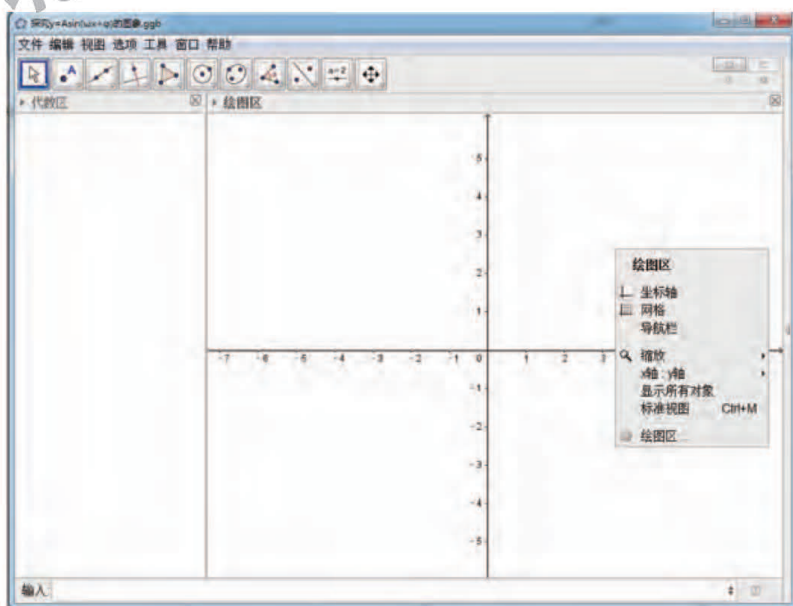 探究y=Asin(ωx+φ)的图象.ggb
文件 编辑 视图 选项 工具 窗口 帮助
A
a=2
代数区
绘图区
5
4
3
2
1
-7 -6 -5 -4 -3 -2 -1 0 1 2 3
-1
-2
-3
-4
-5
绘图区
坐标轴
网格
导航栏
缩放
x轴 : y轴
显示所有对象
标准视图 Ctrl+M
绘图区...
输入